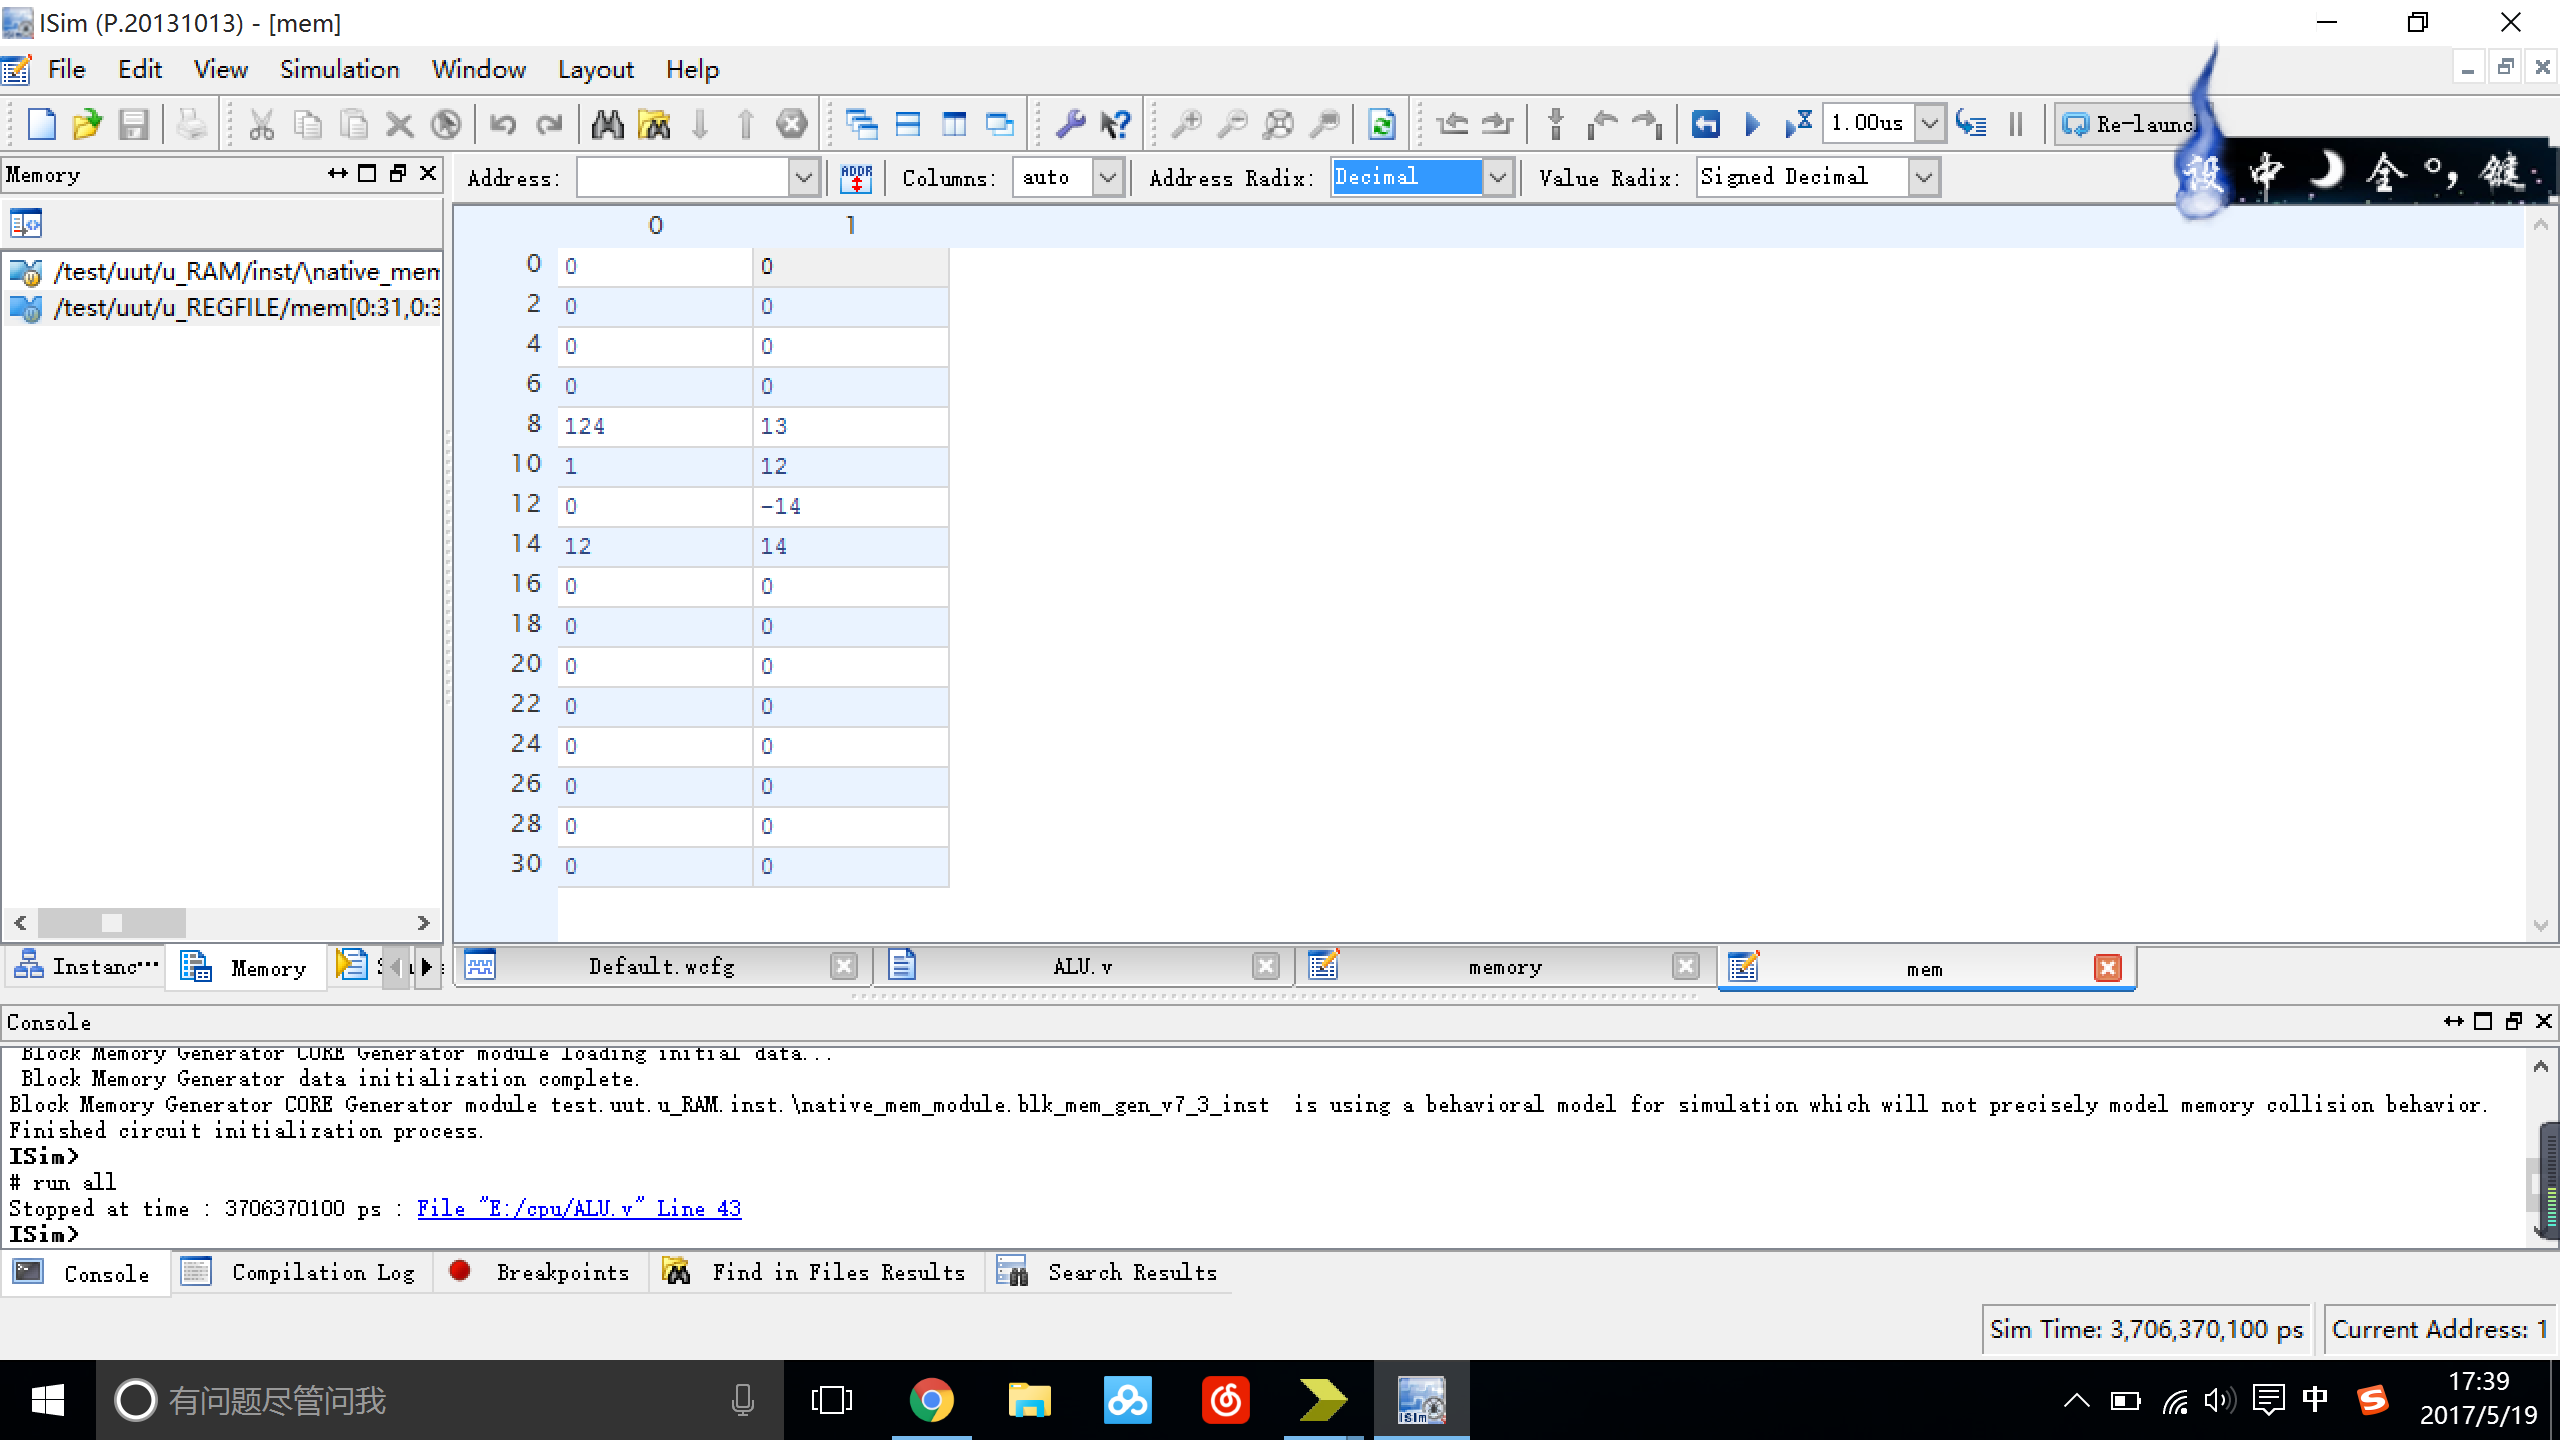 ISim (P.20131013) - [mem]
File Edit View Simulation Window Layout Help
1.00us Re-launc
Memory
Address: ADDR Columns: auto Address Radix: Decimal Value Radix: Signed Decimal
设 中 全 °, 键
/test/uut/u_RAM/inst/\native_mem
/test/uut/u_REGFILE/mem[0:31,0:3
0 1
0 0 0
2 0 0
4 0 0
6 0 0
8 124 13
10 1 12
12 0 -14
14 12 14
16 0 0
18 0 0
20 0 0
22 0 0
24 0 0
26 0 0
28 0 0
30 0 0
Instanc··· Memory
Default.wcfg ALU.v memory mem
Console
Block Memory Generator CORE Generator module loading initial data...
Block Memory Generator data initialization complete.
Block Memory Generator CORE Generator module test.uut.u_RAM.inst.\native_mem_module.blk_mem_gen_v7_3_inst is using a behavioral model for simulation which will not precisely model memory collision behavior.
Finished circuit initialization process.
ISim>
# run all
Stopped at time : 3706370100 ps : File "E:/cpu/ALU.v" Line 43
ISim>
Console Compilation Log Breakpoints Find in Files Results Search Results
Sim Time: 3,706,370,100 ps Current Address: 1
有问题尽管问我
ISim
中
S
17:39
2017/5/19